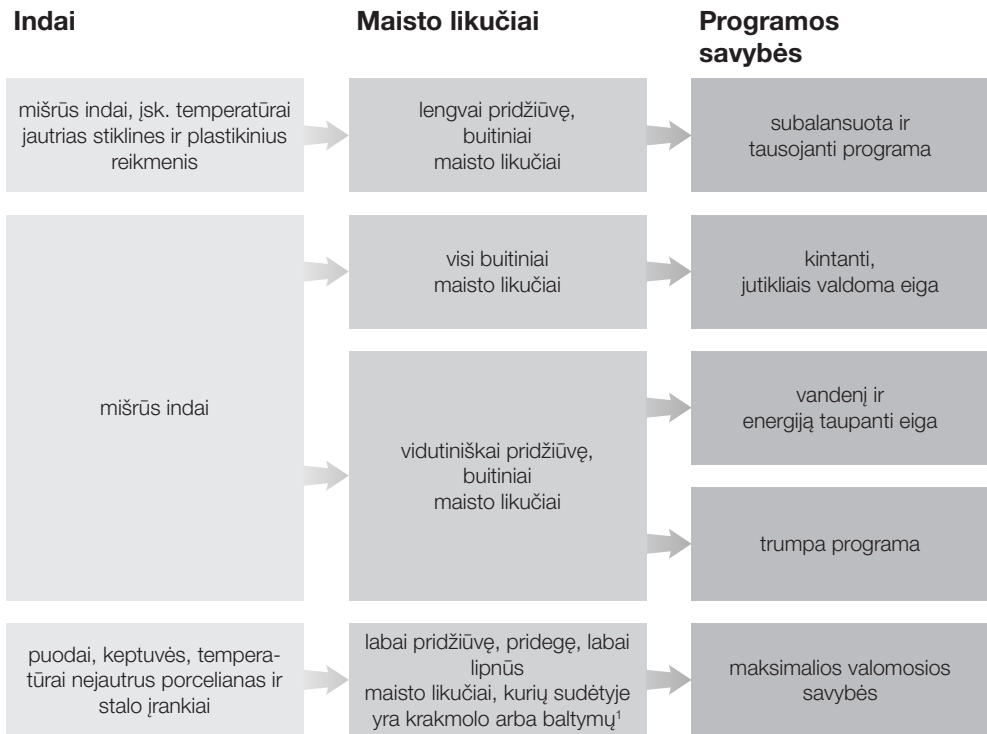 Indai
Maisto likučiai
Programos
savybės
mišrūs indai, įsk. temperatūrai
jautrias stiklines ir plastikinius
reikmenis
lengvai pridžiūvę,
buitiniai
maisto likučiai
subalansuota ir
tausojanti programa
mišrūs indai
visi buitiniai
maisto likučiai
kintanti,
jutikliais valdoma eiga
vidutiniškai pridžiūvę,
buitiniai
maisto likučiai
vandenį ir
energiją taupanti eiga
trumpa programa
puodai, keptuvės, tempera-
tūrai nejautrus porcelianas ir
stalo įrankiai
labai pridžiūvę, pridegę, labai
lipnūs
maisto likučiai, kurių sudėtyje
yra krakmolo arba baltymų¹
maksimalios valomosios
savybės